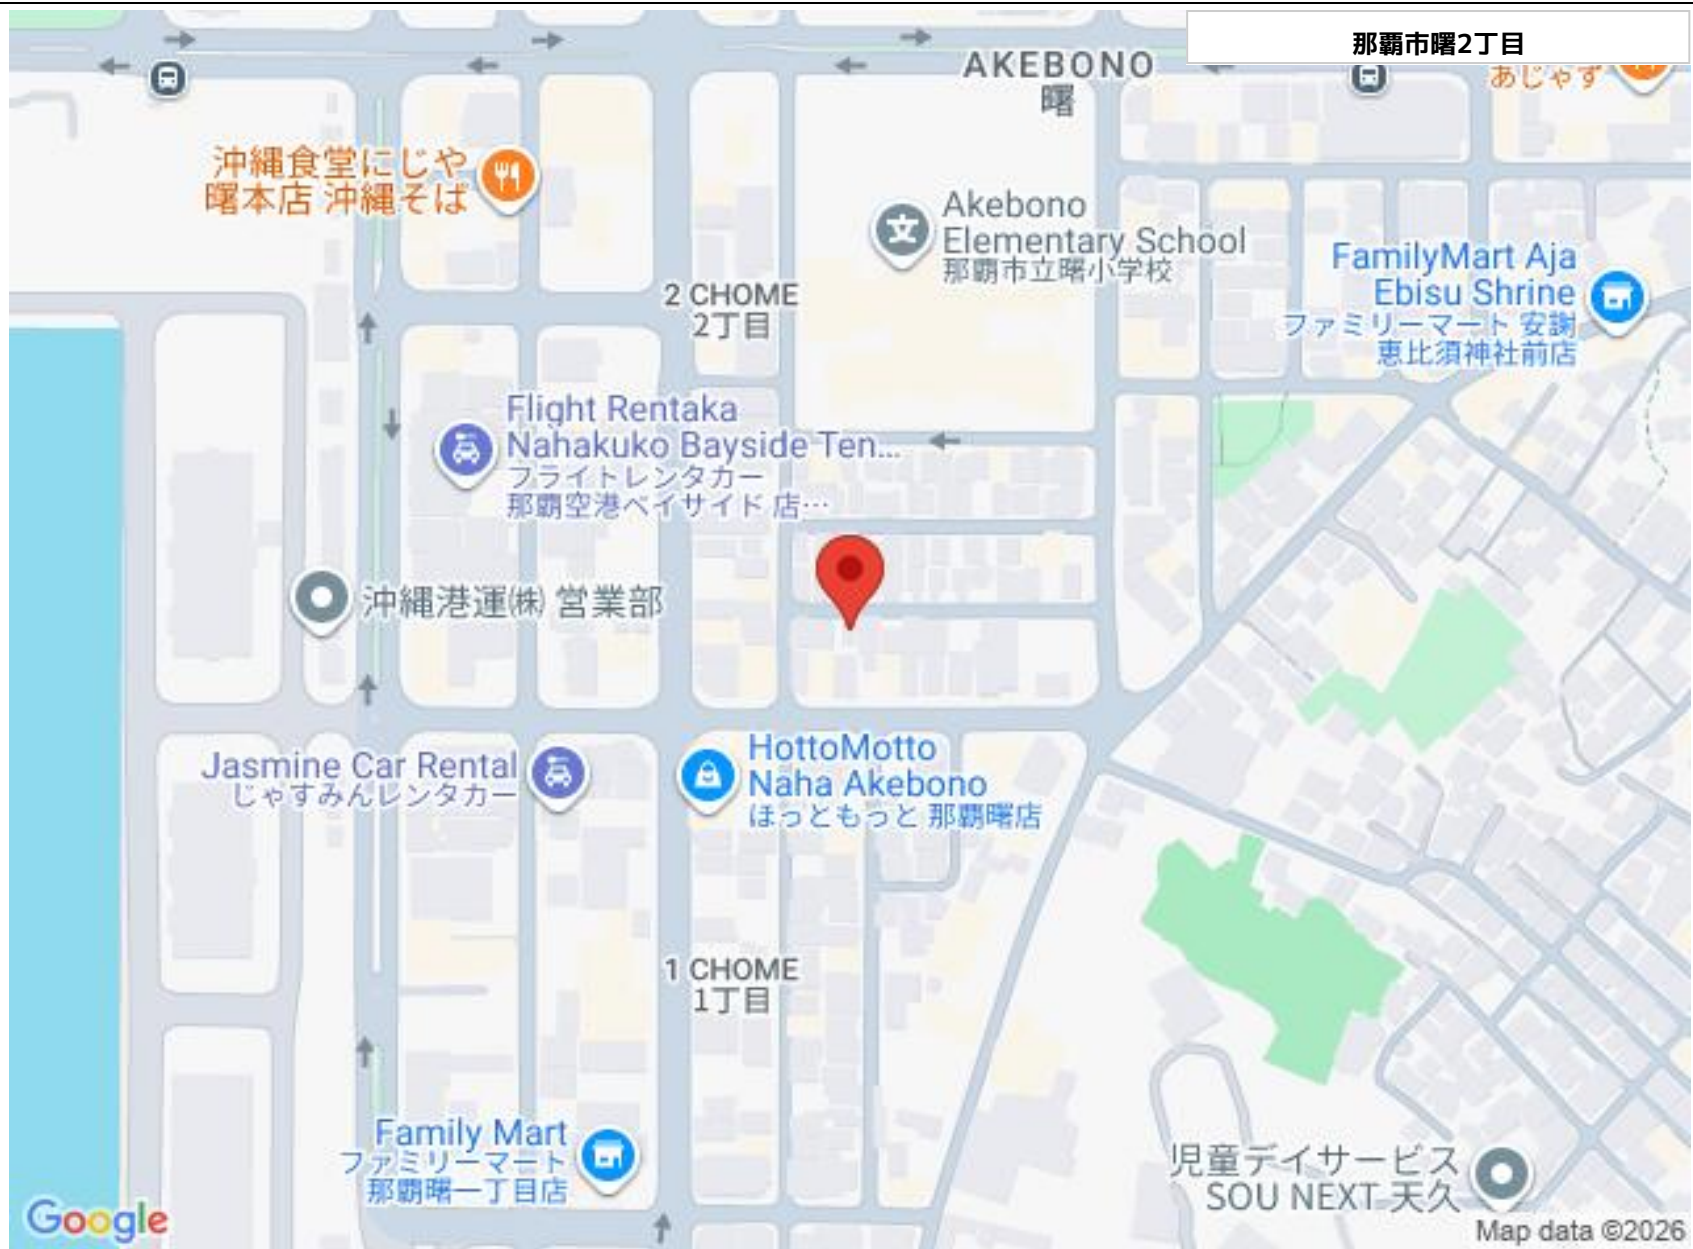 那覇市曙2丁目
AKEBONO
曙
あじゃず
沖縄食堂にじや
曙本店 沖縄そば
Akebono
Elementary School
那覇市立曙小学校
FamilyMart Aja
Ebisu Shrine
ファミリーマート 安謝
恵比須神社前店
2 CHOME
2丁目
Flight Rentaka
Nahakuko Bayside Ten...
フライトレンタカー
那覇空港ベイサイド 店…
沖縄港運㈱ 営業部
Jasmine Car Rental
じゃすみんレンタカー
HottoMotto
Naha Akebono
ほっともっと 那覇曙店
1 CHOME
1丁目
Family Mart
ファミリーマート
那覇曙一丁目店
児童デイサービス
SOU NEXT 天久
Google
Map data ©2026